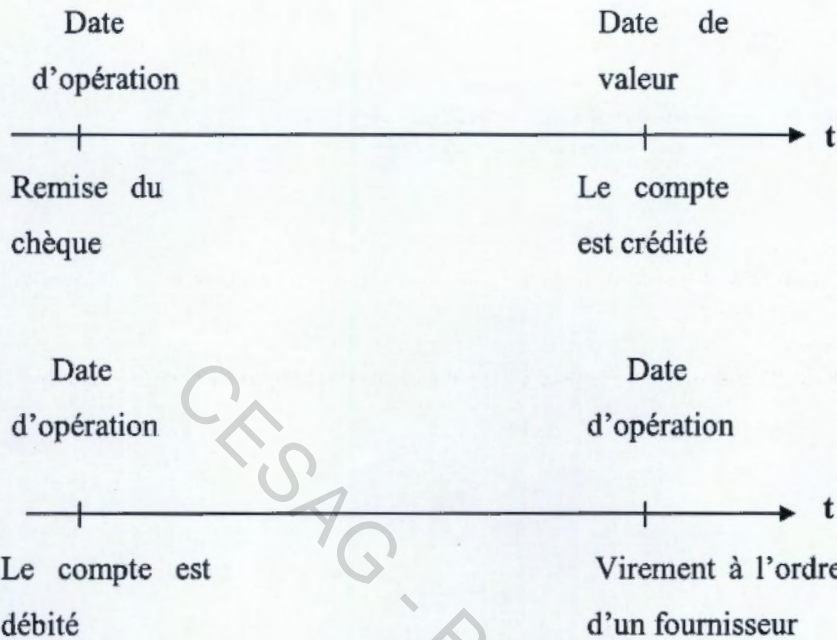 Date
d'opération
Date de
valeur
t
Remise du
chèque
Le compte
est crédité
Date
d'opération
Date
d'opération
t
Le compte est
débité
Virement à l'ordre
d'un fournisseur
CESAG -